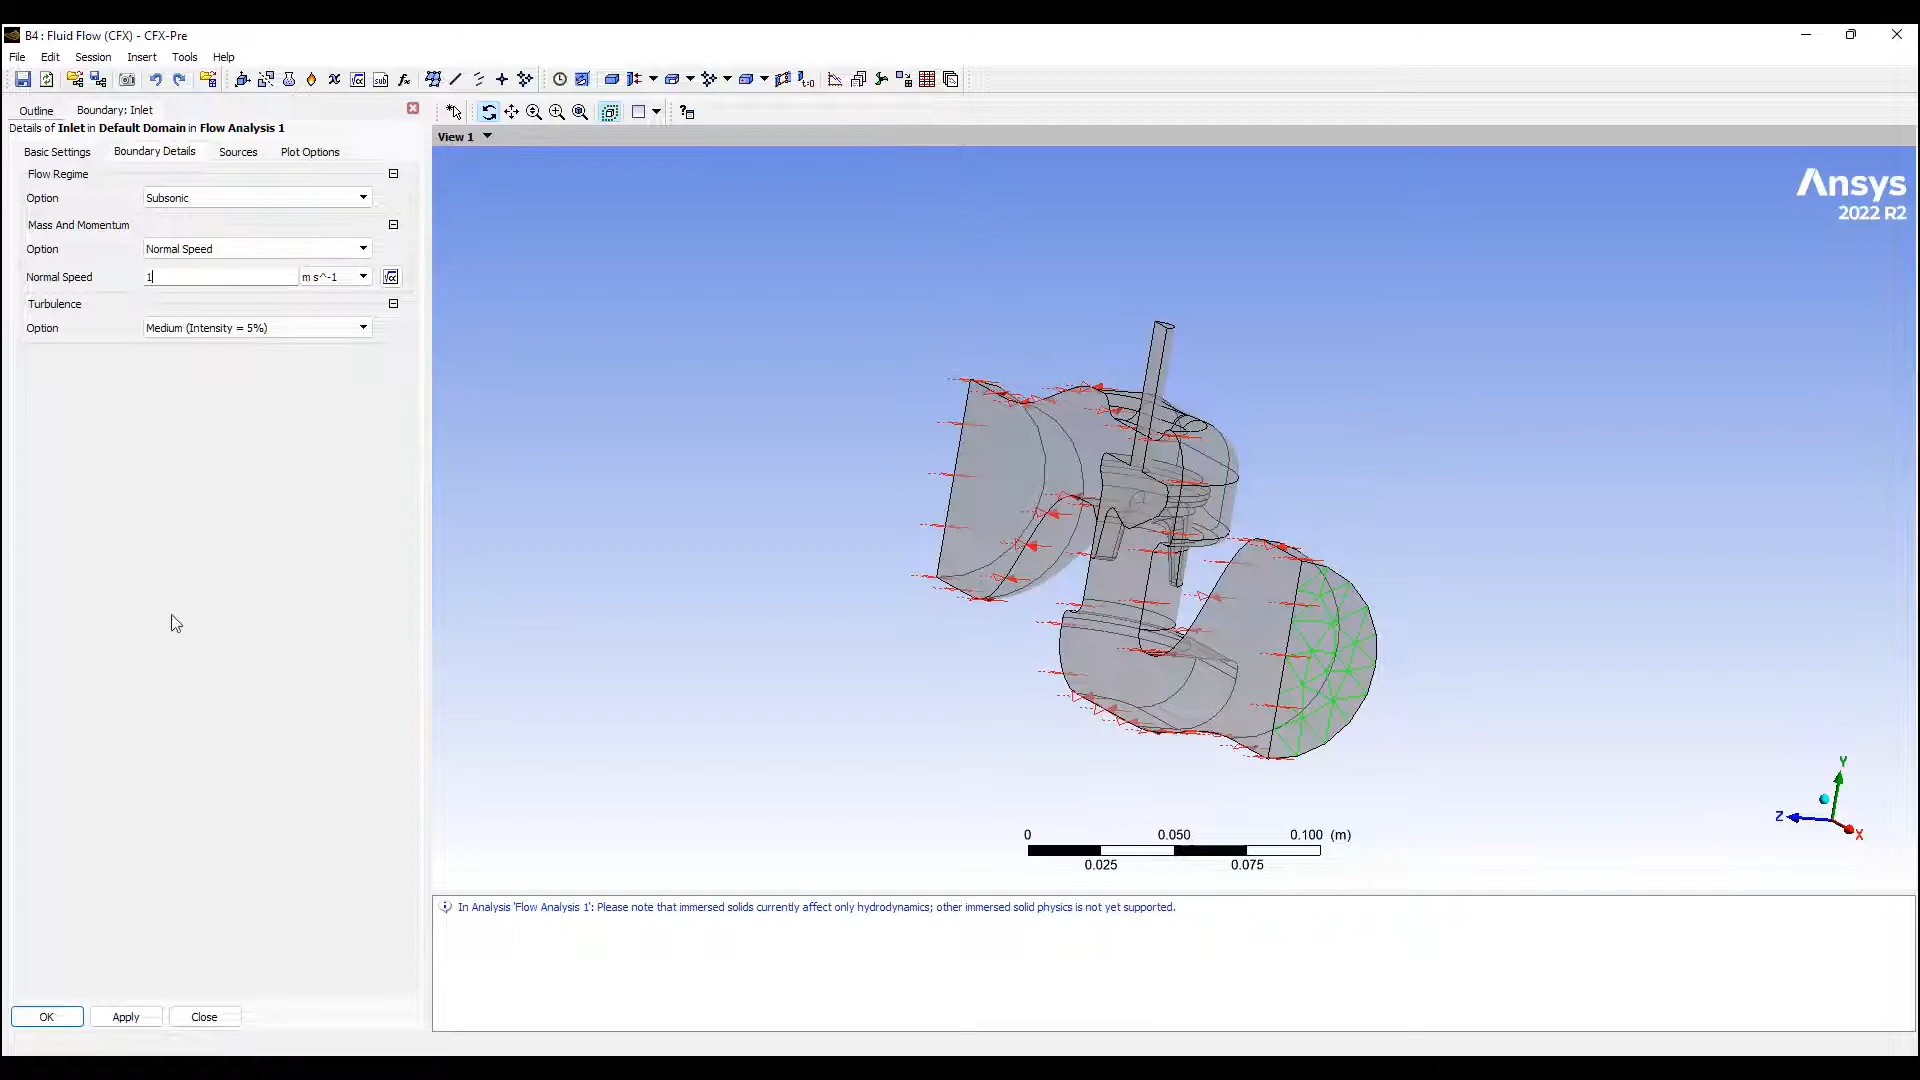 B4 : Fluid Flow (CFX) - CFX-Pre
File Edit Session Insert Tools Help
Outline Boundary: Inlet
Details of Inlet in Default Domain in Flow Analysis 1
Basic Settings Boundary Details Sources Plot Options
Flow Regime
Option Subsonic
Mass And Momentum
Option Normal Speed
Normal Speed 1 m s^-1
Turbulence
Option Medium (Intensity = 5%)
OK Apply Close
View 1
Ansys
2022 R2
Y
Z
X
0 0.050 0.100 (m)
0.025 0.075
In Analysis 'Flow Analysis 1': Please note that immersed solids currently affect only hydrodynamics; other immersed solid physics is not yet supported.